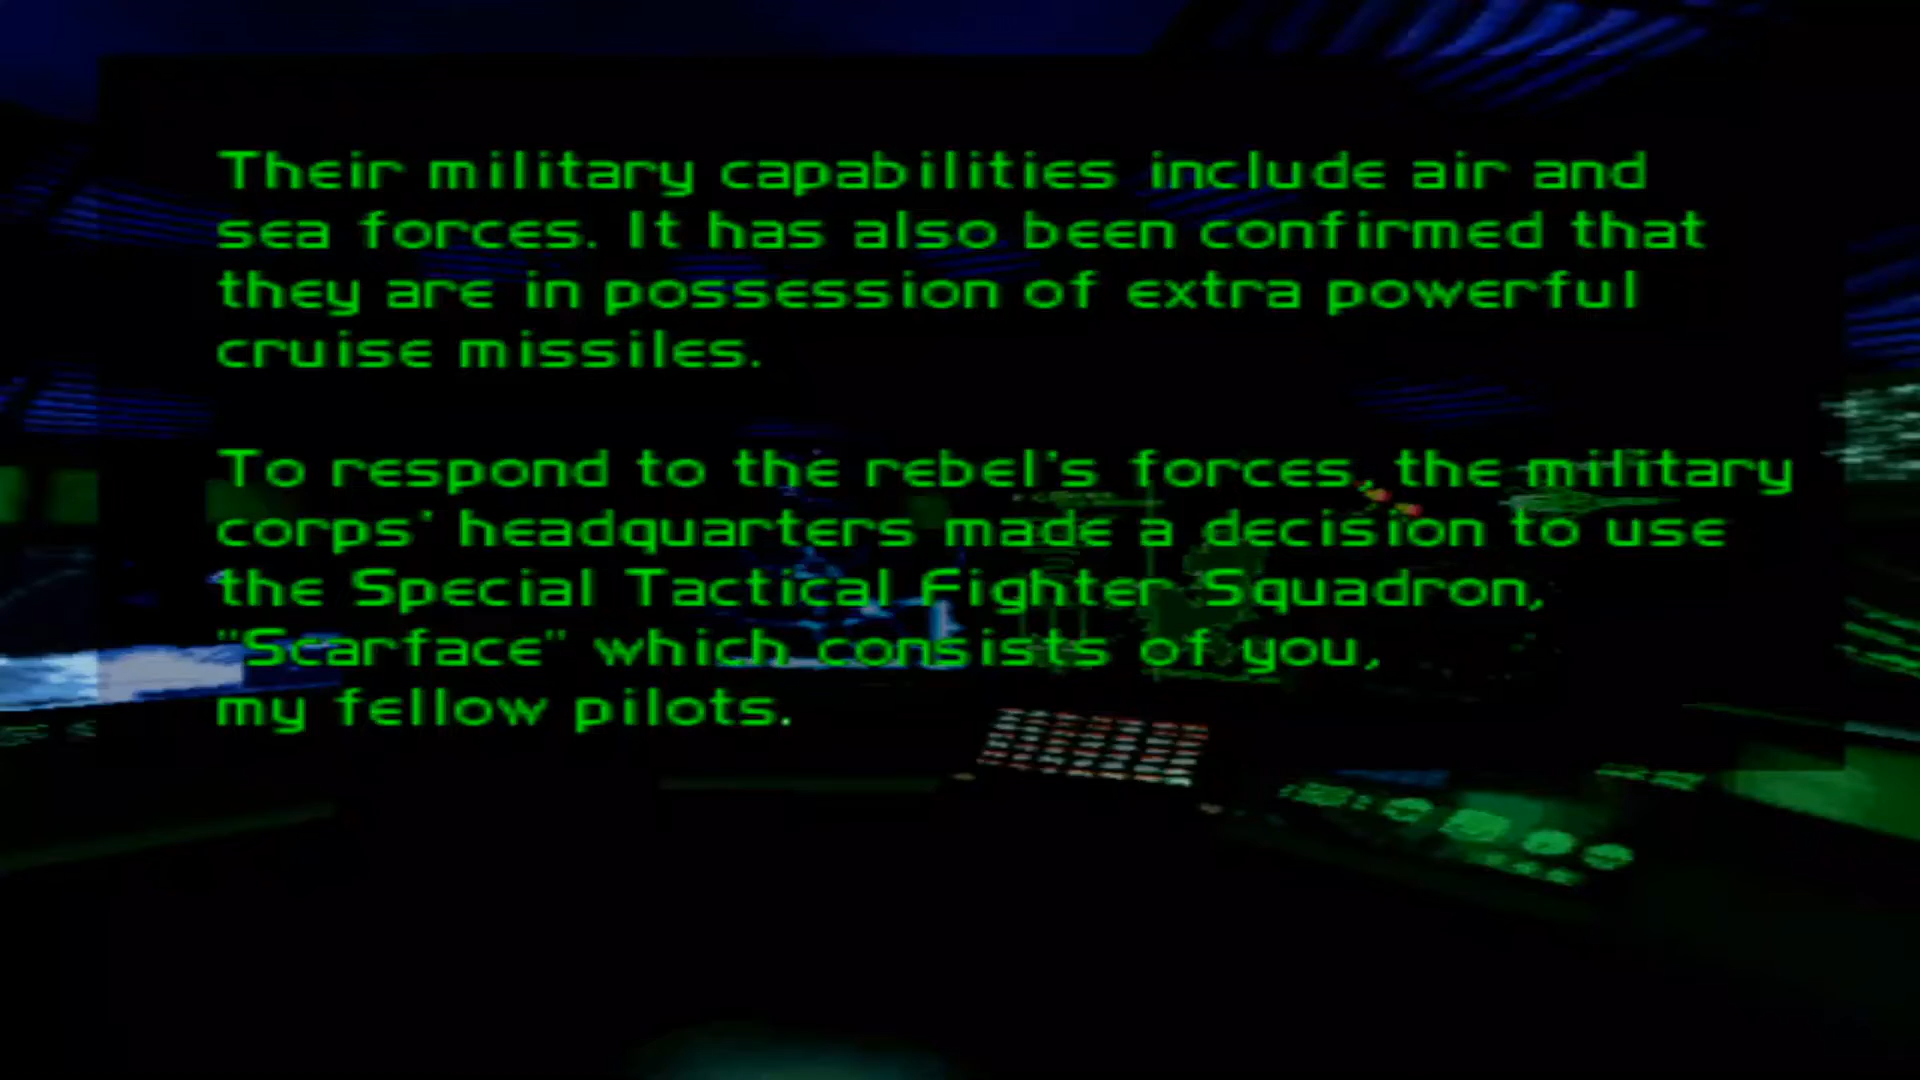 Their military capabilities include air and
sea forces. It has also been confirmed that
they are in possession of extra powerful
cruise missiles.
To respond to the rebel's forces, the military
corps' headquarters made a decision to use
the Special Tactical Fighter Squadron,
"Scarface" which consists of you,
my fellow pilots.